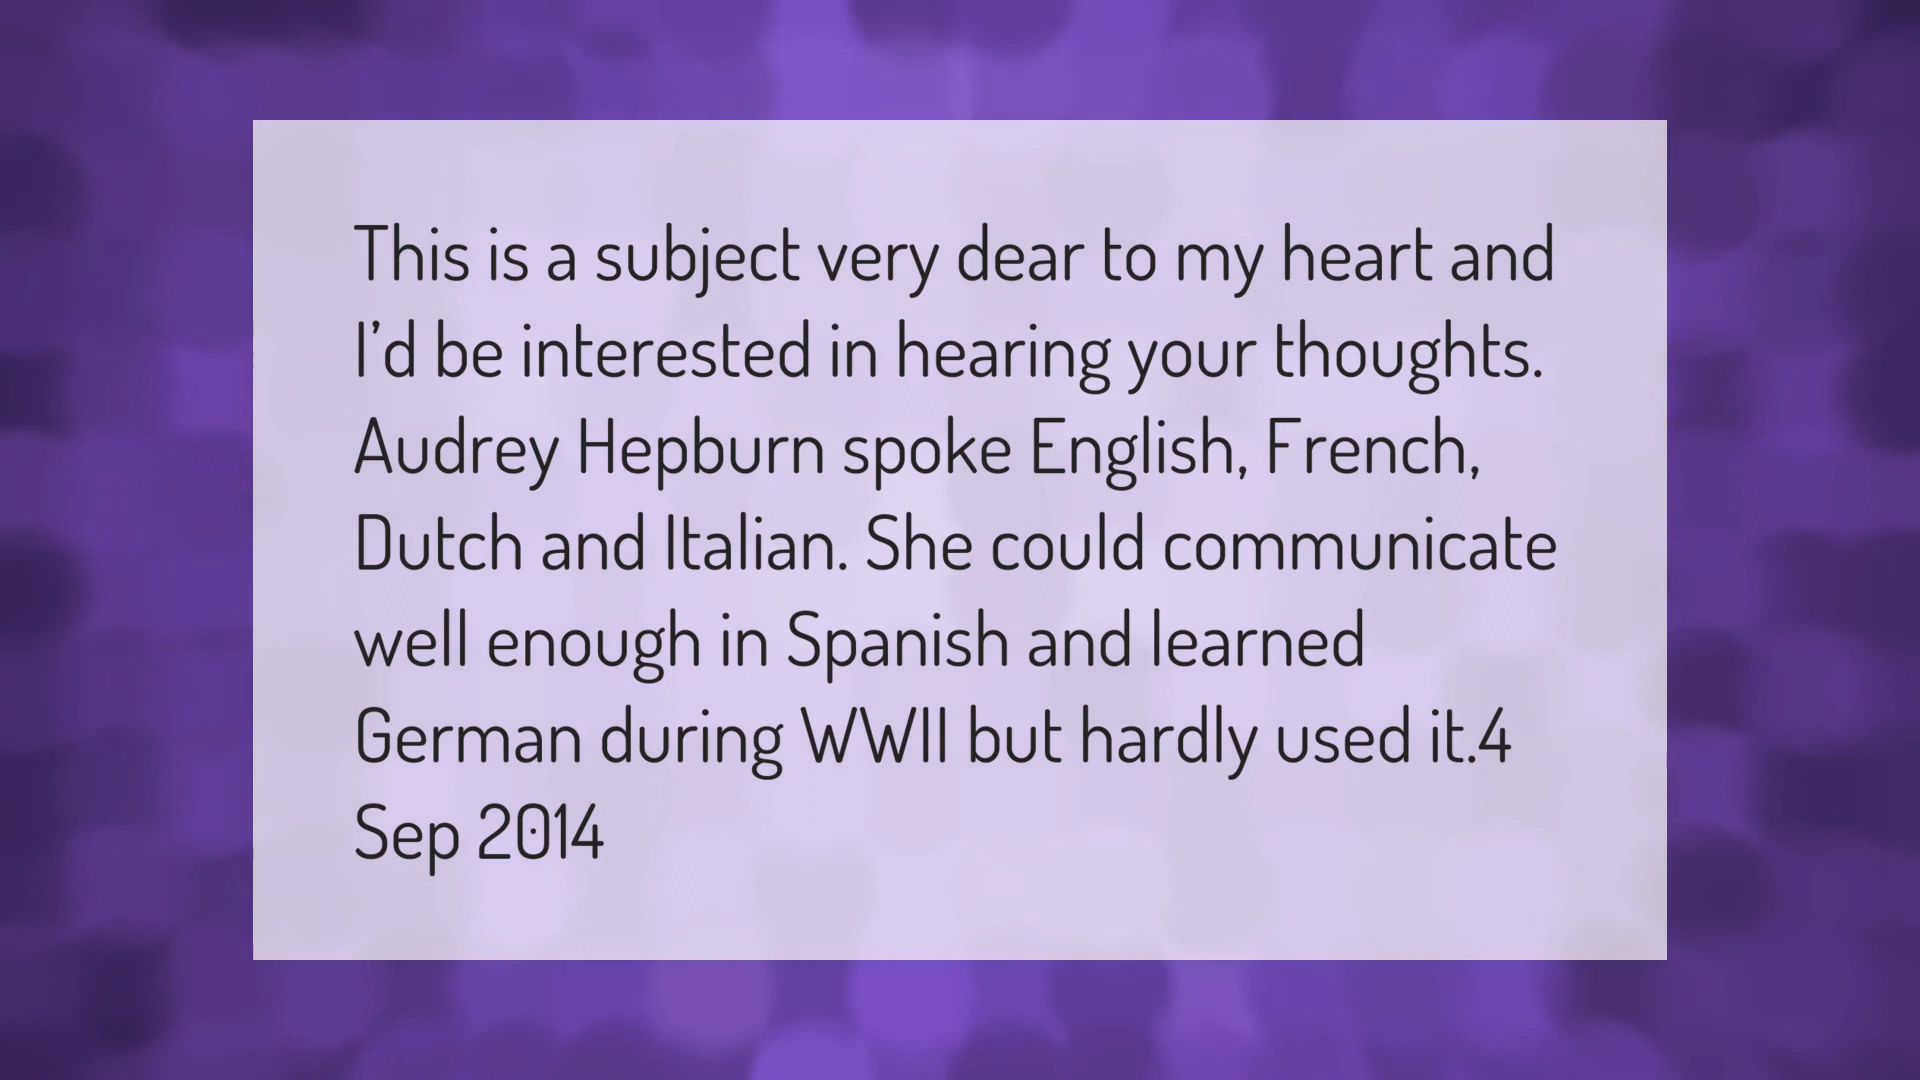 This is a subject very dear to my heart and
I'd be interested in hearing your thoughts.
Audrey Hepburn spoke English, French,
Dutch and Italian. She could communicate
well enough in Spanish and learned
German during WWII but hardly used it.4
Sep 2014